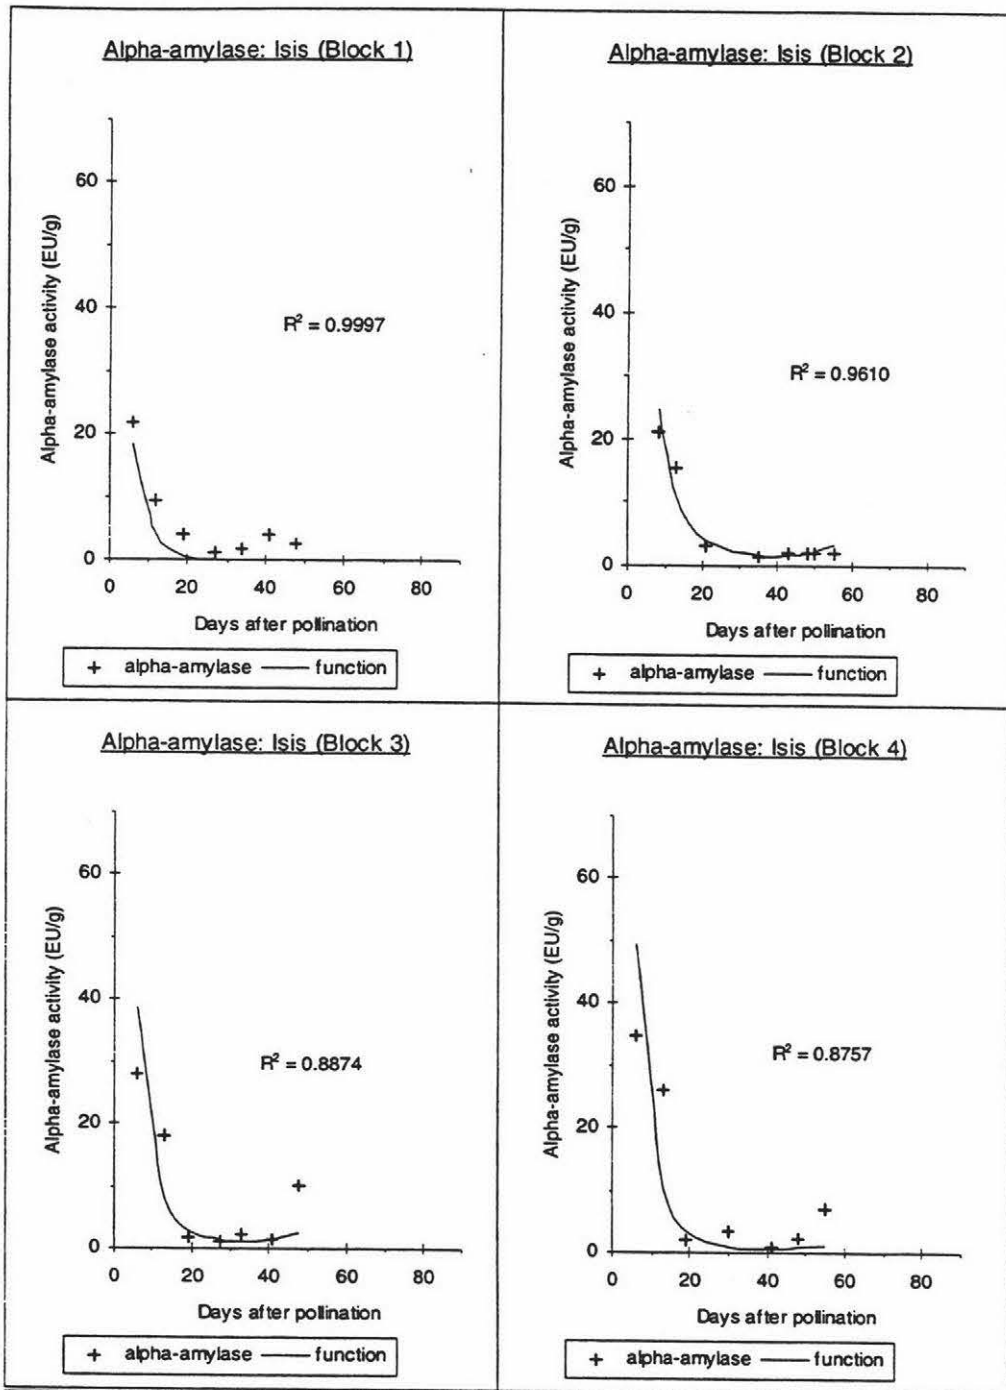 Alpha-amylase: Isis (Block 1)
Alpha-amylase activity (EU/g)
60
40
20
0
R² = 0.9997
0 20 40 60 80
Days after pollination
+ alpha-amylase — function
Alpha-amylase: Isis (Block 2)
Alpha-amylase activity (EU/g)
60
40
20
0
R² = 0.9610
0 20 40 60 80
Days after pollination
+ alpha-amylase — function
Alpha-amylase: Isis (Block 3)
Alpha-amylase activity (EU/g)
60
40
20
0
R² = 0.8874
0 20 40 60 80
Days after pollination
+ alpha-amylase — function
Alpha-amylase: Isis (Block 4)
Alpha-amylase activity (EU/g)
60
40
20
0
R² = 0.8757
0 20 40 60 80
Days after pollination
+ alpha-amylase — function